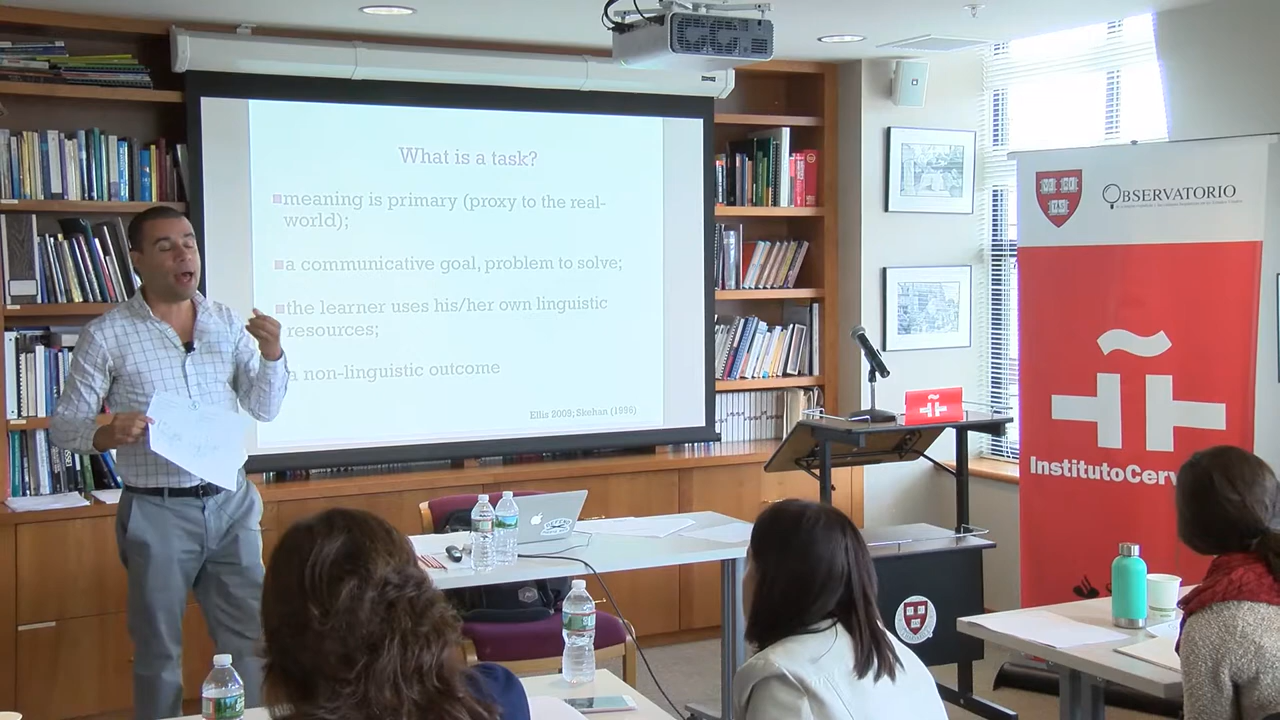 What is a task?
meaning is primary (proxy to the real-
world);
a communicative goal, problem to solve;
the learner uses his/her own linguistic
resources;
a non-linguistic outcome
Ellis 2009; Skehan (1996)
OBSERVATORIO
InstitutoCerv